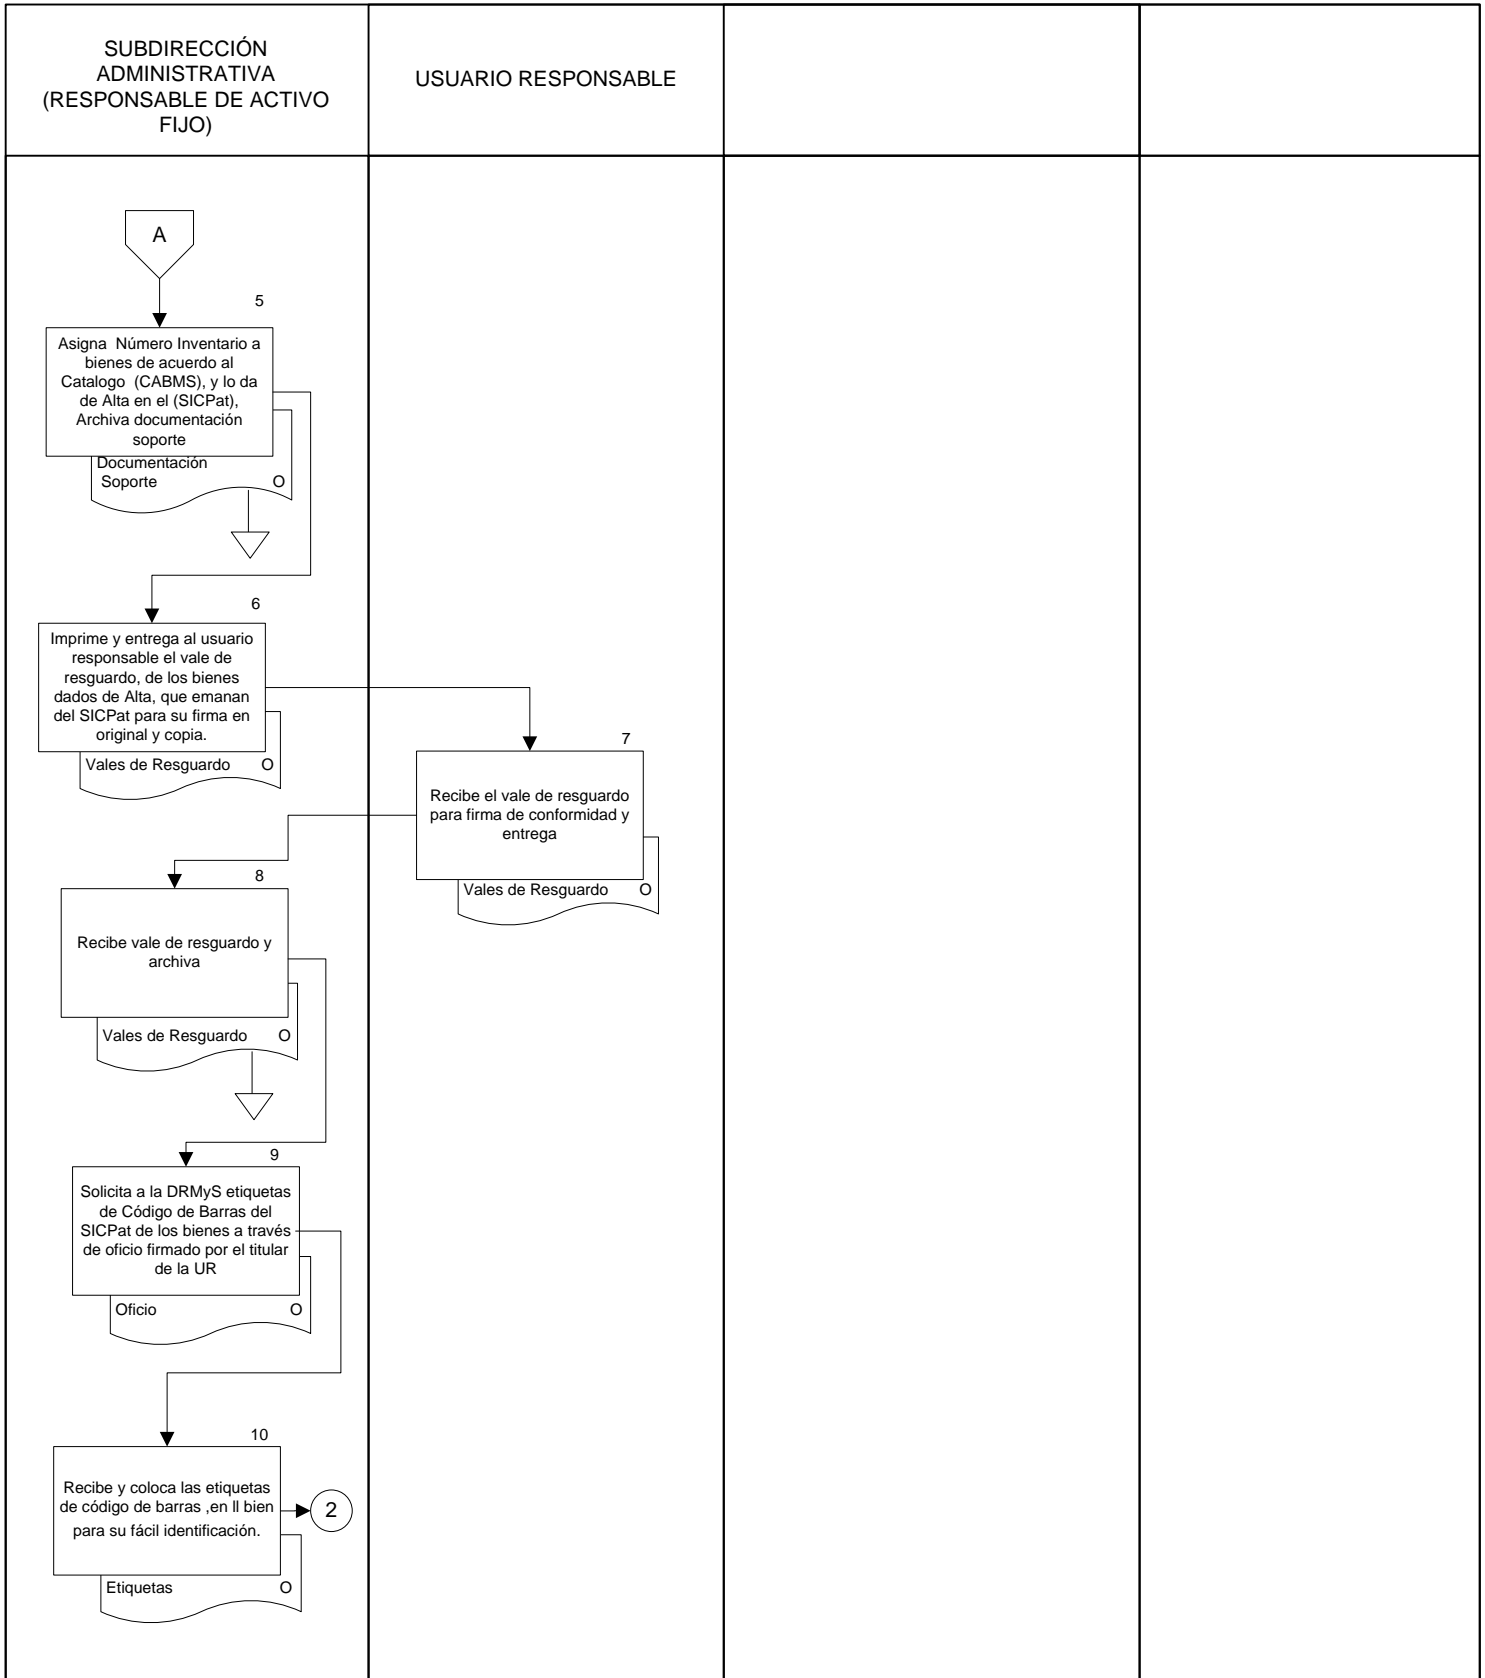 SUBDIRECCIÓN
ADMINISTRATIVA
(RESPONSABLE DE ACTIVO
FIJO)
USUARIO RESPONSABLE
A
5
Asigna Número Inventario a
bienes de acuerdo al
Catalogo (CABMS), y lo da
de Alta en el (SICPat),
Archiva documentación
soporte
Documentación
Soporte O
6
Imprime y entrega al usuario
responsable el vale de
resguardo, de los bienes
dados de Alta, que emanan
del SICPat para su firma en
original y copia.
Vales de Resguardo O
7
Recibe el vale de resguardo
para firma de conformidad y
entrega
Vales de Resguardo O
8
Recibe vale de resguardo y
archiva
Vales de Resguardo O
9
Solicita a la DRMyS etiquetas
de Código de Barras del
SICPat de los bienes a través
de oficio firmado por el titular
de la UR
Oficio O
10
Recibe y coloca las etiquetas
de código de barras ,en ll bien
para su fácil identificación.
2
Etiquetas O